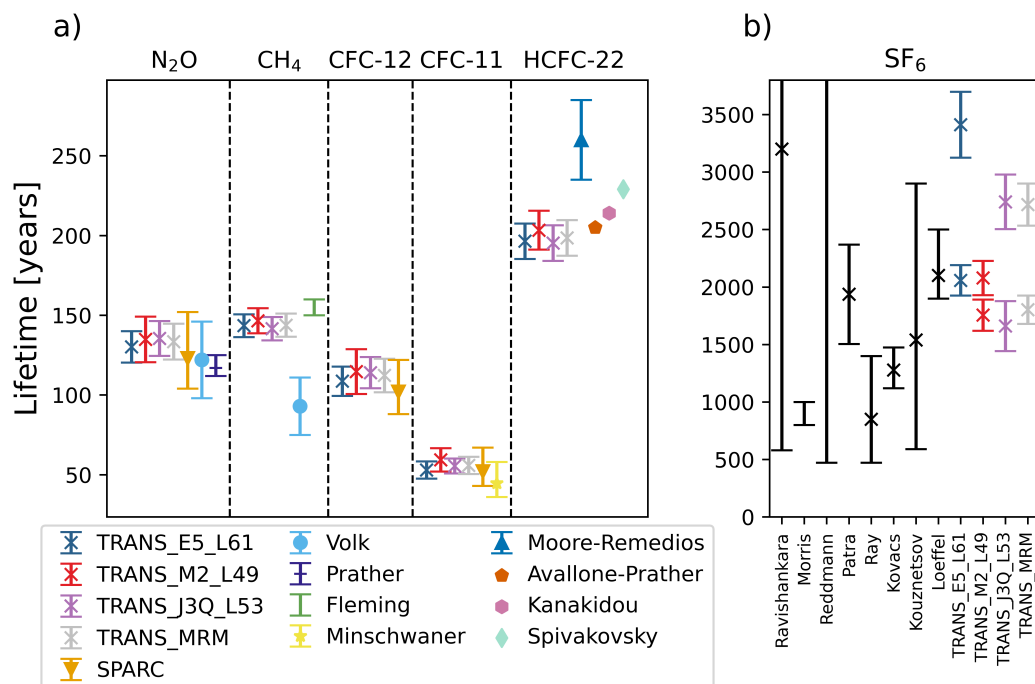 a)
N₂O CH₄ CFC-12 CFC-11 HCFC-22
Lifetime [years]
250
200
150
100
50
TRANS_E5_L61
TRANS_M2_L49
TRANS_J3Q_L53
TRANS_MRM
SPARC
Volk
Prather
Fleming
Minschwaner
Moore-Remedios
Avallone-Prather
Kanakidou
Spivakovsky
b)
SF₆
3500
3000
2500
2000
1500
1000
500
0
Ravishankara
Morris
Reddmann
Patra
Ray
Kovacs
Kouznetsov
Loeffel
TRANS_E5_L61
TRANS_M2_L49
TRANS_J3Q_L53
TRANS_MRM